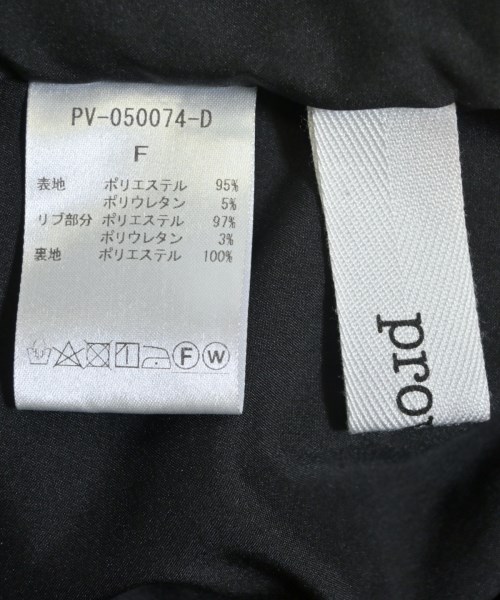 PV-050074-D
F
表地 ポリエステル 95%
ポリウレタン 5%
リブ部分 ポリエステル 97%
ポリウレタン 3%
裏地 ポリエステル 100%
F W